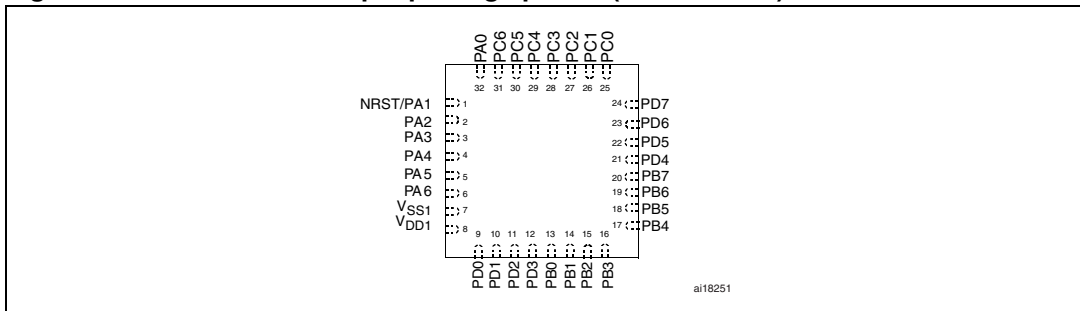 PA0 PC6 PC5 PC4 PC3 PC2 PC1 PC0
32 31 30 29 28 27 26 25
NRST/PA1 1
PA2 2
PA3 3
PA4 4
PA5 5
PA6 6
VSS1 7
VDD1 8
24 PD7
23 PD6
22 PD5
21 PD4
20 PB7
19 PB6
18 PB5
17 PB4
9 10 11 12 13 14 15 16
PD0 PD1 PD2 PD3 PB0 PB1 PB2 PB3
ai18251